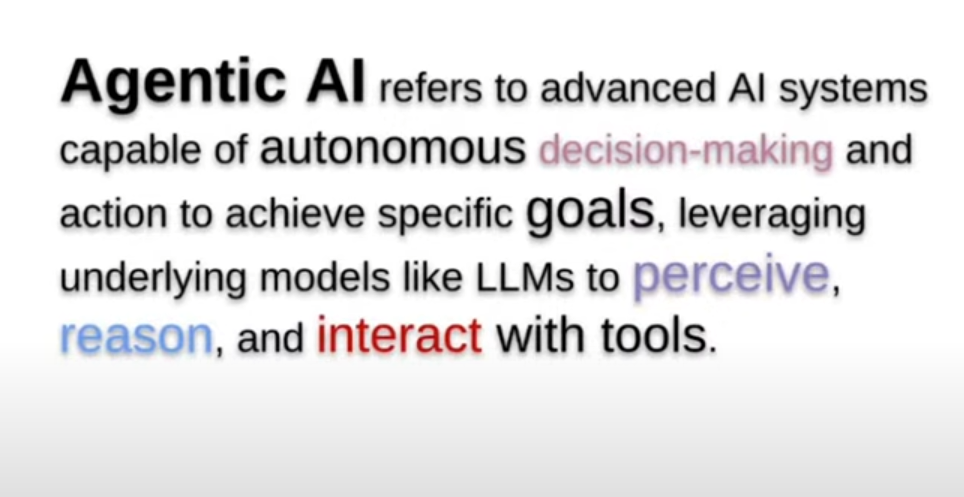 Agentic AI refers to advanced AI systems
capable of autonomous decision-making and
action to achieve specific goals, leveraging
underlying models like LLMs to perceive,
reason, and interact with tools.